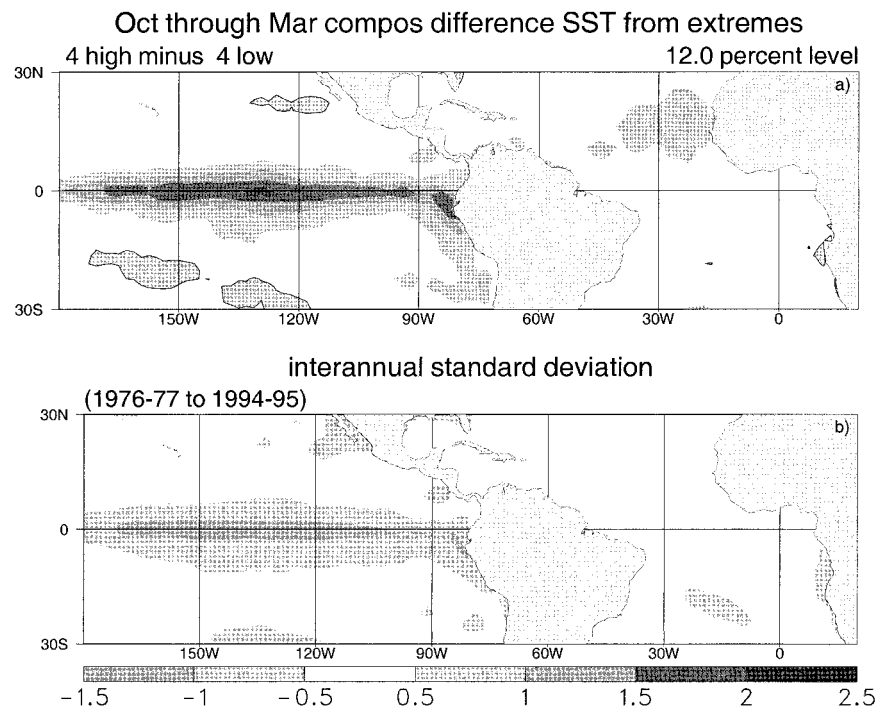 Oct through Mar compos difference SST from extremes
4 high minus 4 low 12.0 percent level
30N
a)
0
30S
150W 120W 90W 60W 30W 0
interannual standard deviation
(1976-77 to 1994-95)
30N
b)
0
30S
150W 120W 90W 60W 30W 0
-1.5 -1 -0.5 0.5 1 1.5 2 2.5